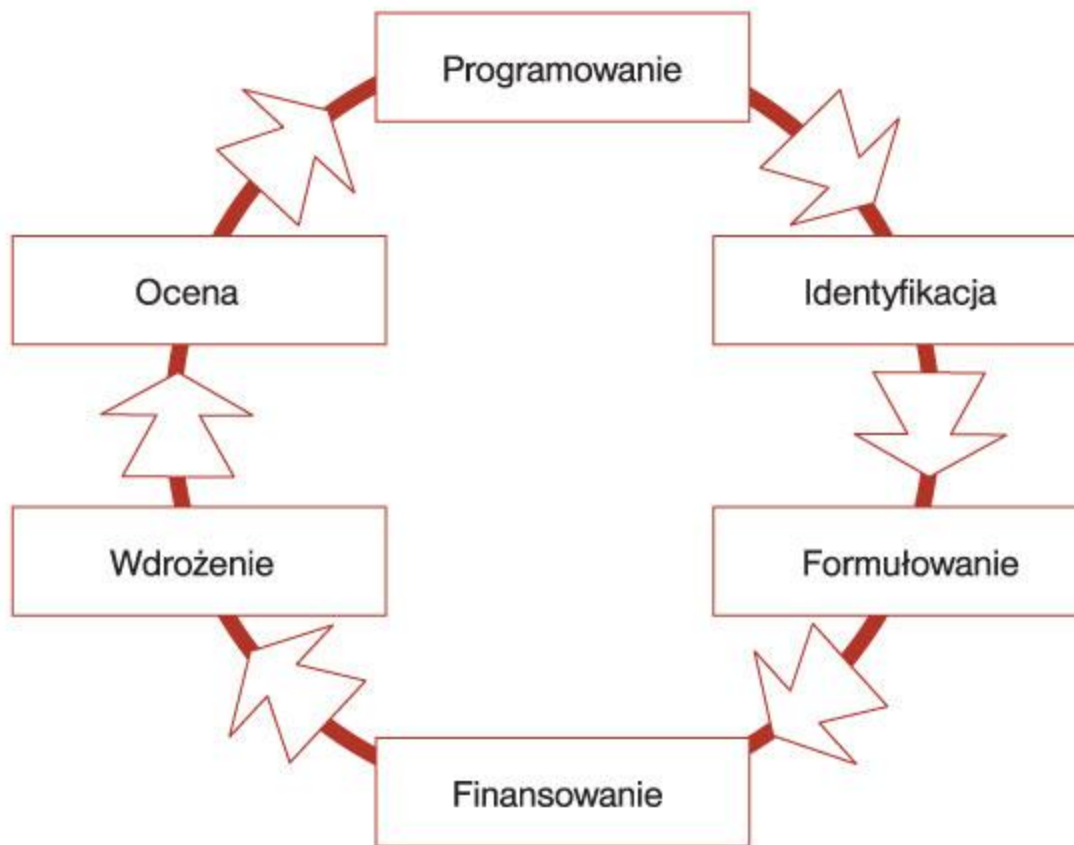 Programowanie
Identyfikacja
Formułowanie
Finansowanie
Wdrożenie
Ocena